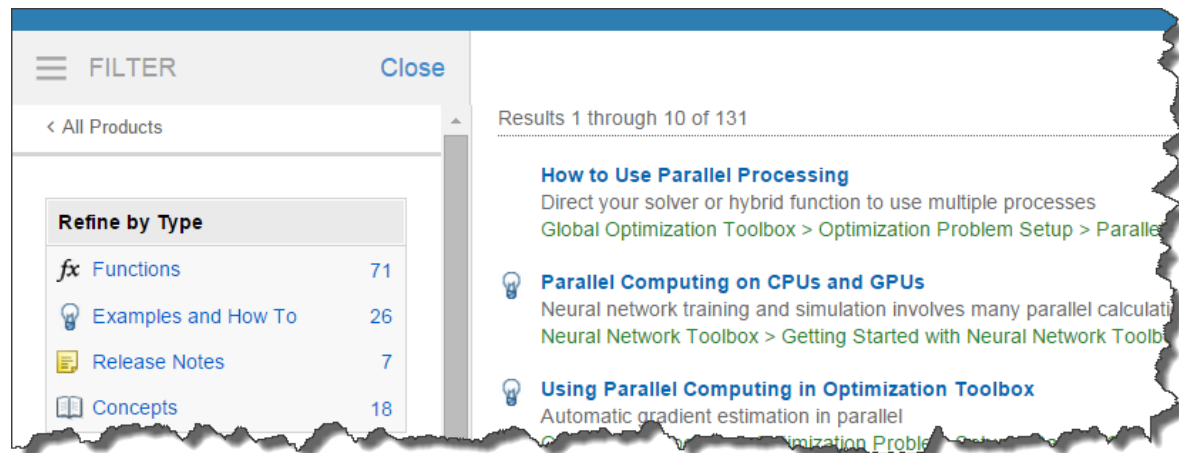 FILTER
Close
< All Products
Refine by Type
fx Functions 71
Examples and How To 26
Release Notes 7
Concepts 18
Results 1 through 10 of 131
How to Use Parallel Processing
Direct your solver or hybrid function to use multiple processes
Global Optimization Toolbox > Optimization Problem Setup >
Parallel Computing on CPUs and GPUs
Neural network training and simulation involves many parallel
Neural Network Toolbox > Getting Started with Neural Network
Using Parallel Computing in Optimization Toolbox
Automatic gradient estimation in parallel